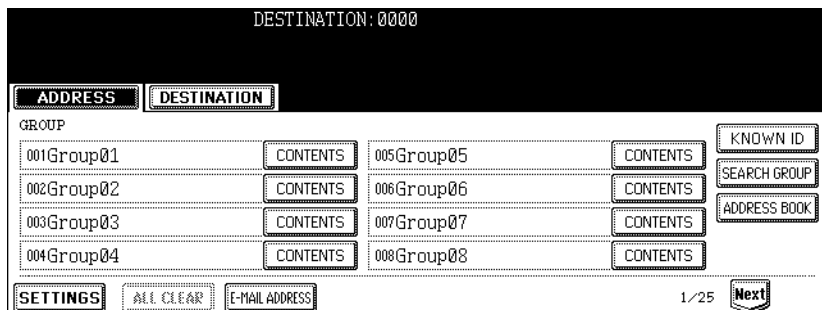 DESTINATION:0000
ADDRESS DESTINATION
GROUP
001Group01 CONTENTS 005Group05 CONTENTS KNOWN ID
002Group02 CONTENTS 006Group06 CONTENTS SEARCH GROUP
003Group03 CONTENTS 007Group07 CONTENTS ADDRESS BOOK
004Group04 CONTENTS 008Group08 CONTENTS
SETTINGS ALL CLEAR E-MAIL ADDRESS 1/25 Next